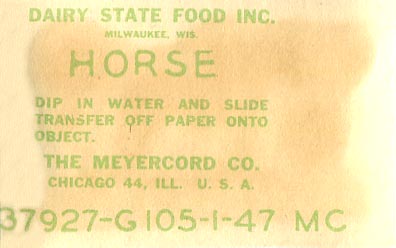 DAIRY STATE FOOD INC.
MILWAUKEE, WIS.
HORSE
DIP IN WATER AND SLIDE
TRANSFER OFF PAPER ONTO
OBJECT.
THE MEYERCORD CO.
CHICAGO 44, ILL. U. S. A.
37927-G105-1-47 MC